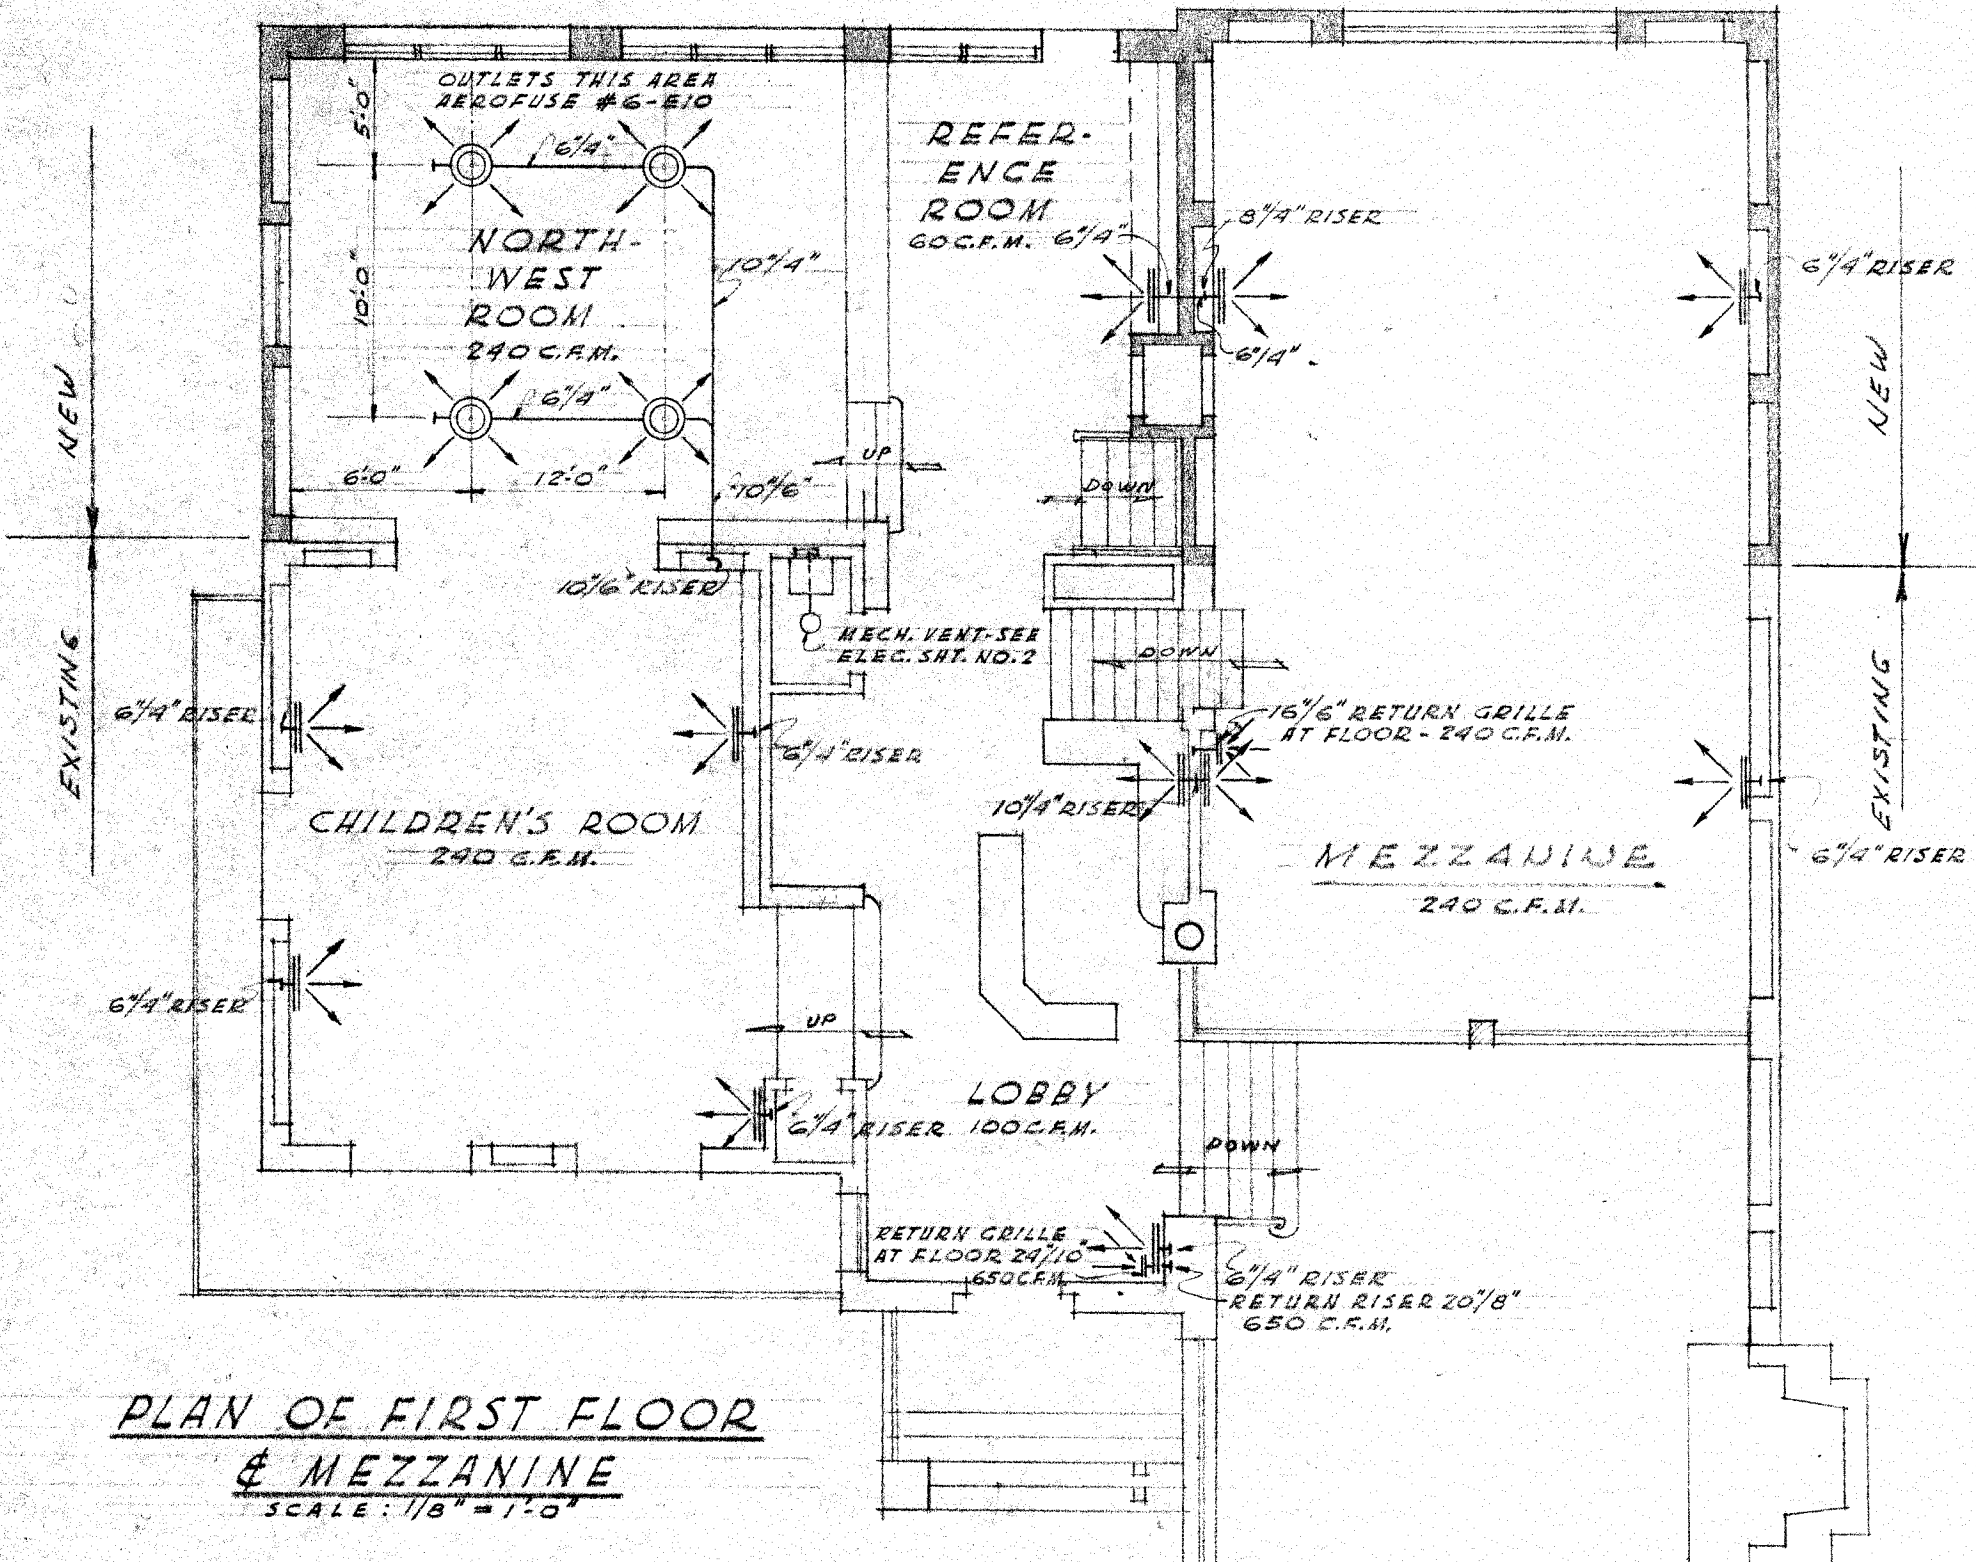 OUTLETS THIS AREA
AEROFUSE #6-E10
5'-0"
6"/4"
REFER-
ENCE
ROOM
60 C.F.M. 6"/4"
8"/4" RISER
6"/4" RISER
NORTH-
WEST
ROOM
240 C.F.M.
10"/4"
10'-0"
6"/4"
6"/4"
NEW
NEW
6'-0"
12'-0"
10"/6"
UP
DOWN
10"/6" RISER
MECH. VENT-SEE
ELEC. SHT. NO. 2
DOWN
EXISTING
EXISTING
6"/4" RISER
6"/4" RISER
16"/6" RETURN GRILLE
AT FLOOR - 240 C.F.M.
10"/4" RISER
CHILDREN'S ROOM
240 C.F.M.
MEZZANINE
240 C.F.M.
6"/4" RISER
6"/4" RISER
UP
LOBBY
100 C.F.M.
6"/4" RISER
DOWN
RETURN GRILLE
AT FLOOR 24"/10"
650 C.F.M.
6"/4" RISER
RETURN RISER 20"/8"
650 C.F.M.
PLAN OF FIRST FLOOR
& MEZZANINE
SCALE: 1/8" = 1'-0"